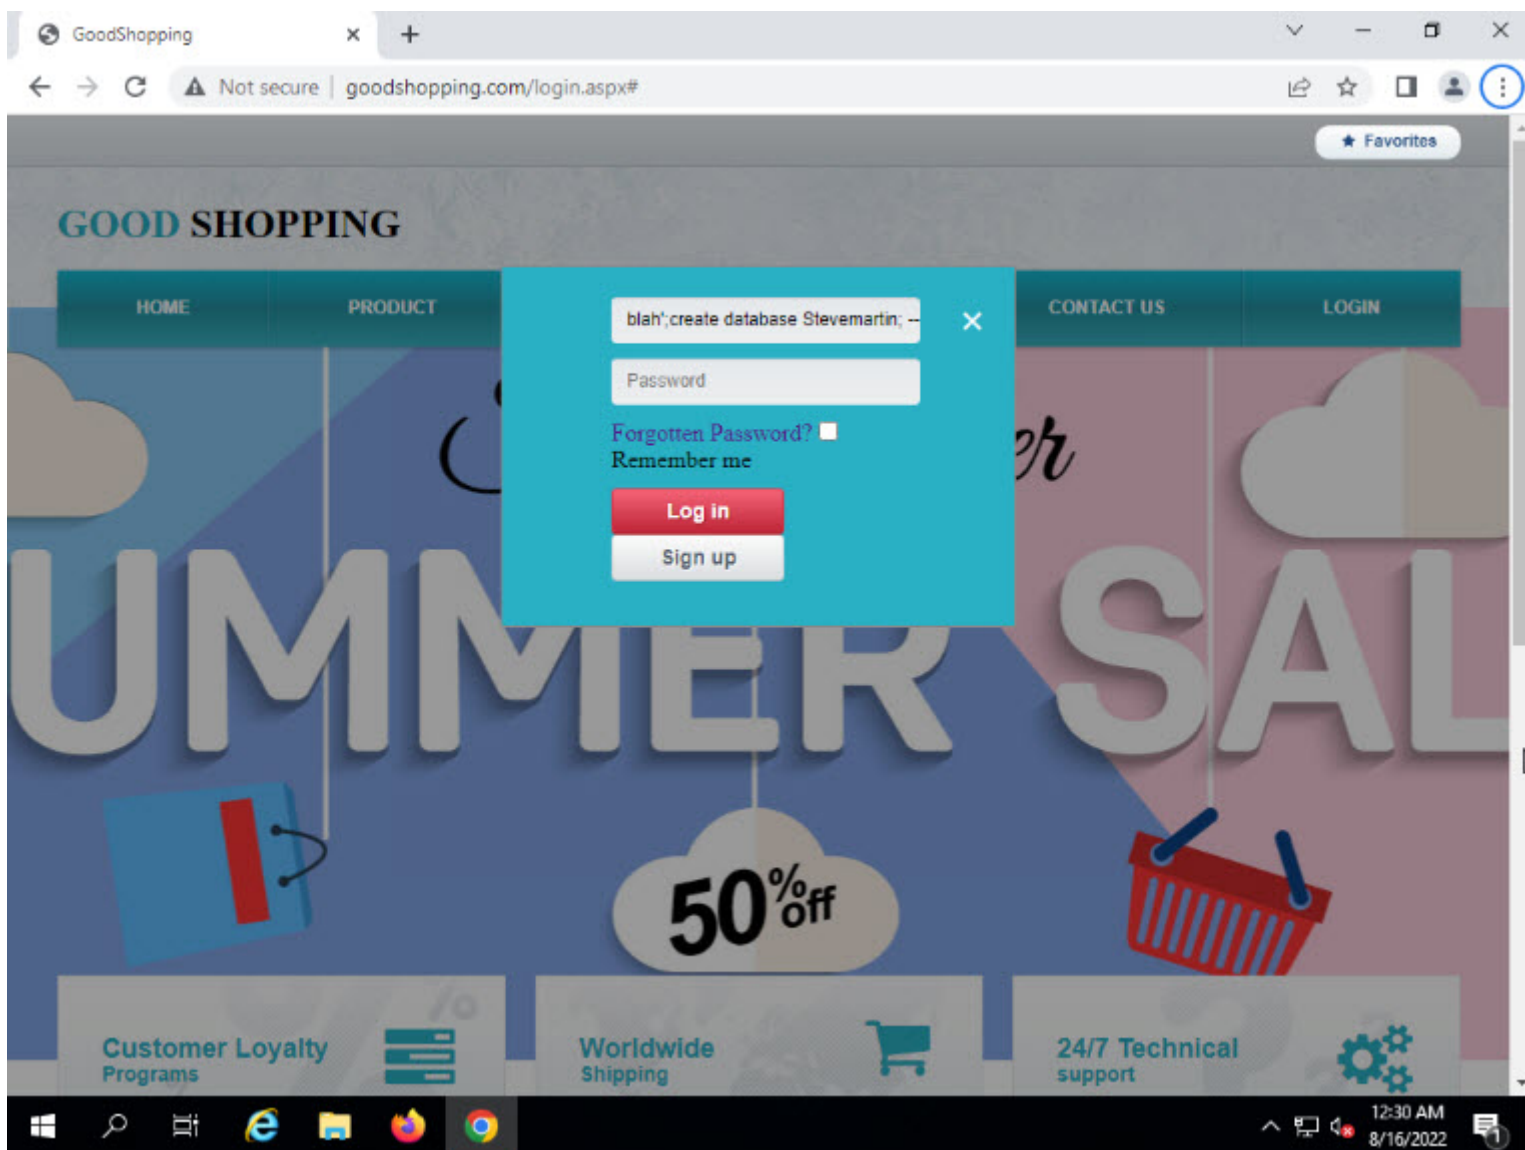 GoodShopping
Not secure | goodshopping.com/login.aspx#
Favorites
GOOD SHOPPING
HOME PRODUCT CONTACT US LOGIN
blah';create database Stevemartin; --
Password
Forgotten Password?
Remember me
Log in
Sign up
UMMER SAL
50% off
Customer Loyalty
Programs
Worldwide
Shipping
24/7 Technical
support
12:30 AM
8/16/2022
1